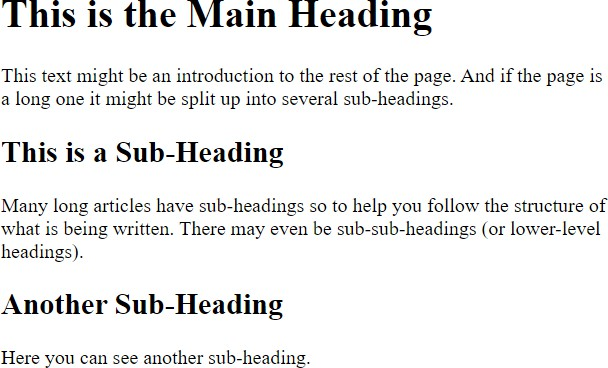 This is the Main Heading
This text might be an introduction to the rest of the page. And if the page is
a long one it might be split up into several sub-headings.
This is a Sub-Heading
Many long articles have sub-headings so to help you follow the structure of
what is being written. There may even be sub-sub-headings (or lower-level
headings).
Another Sub-Heading
Here you can see another sub-heading.